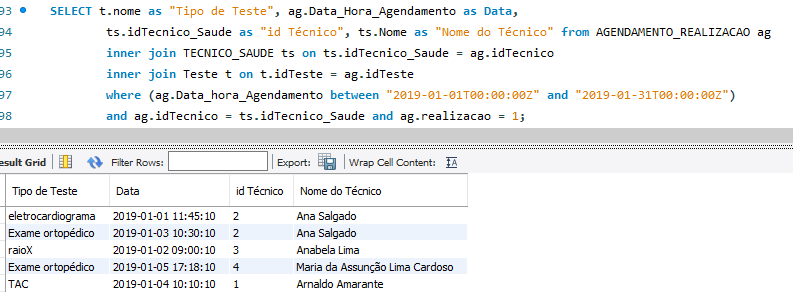 93 SELECT t.nome as "Tipo de Teste", ag.Data_Hora_Agendamento as Data,
94 ts.idTecnico_Saude as "id Técnico", ts.Nome as "Nome do Técnico" from AGENDAMENTO_REALIZACAO ag
95 inner join TECNICO_SAUDE ts on ts.idTecnico_Saude = ag.idTecnico
96 inner join Teste t on t.idTeste = ag.idTeste
97 where (ag.Data_hora_Agendamento between "2019-01-01T00:00:00Z" and "2019-01-31T00:00:00Z")
98 and ag.idTecnico = ts.idTecnico_Saude and ag.realizacao = 1;
esult Grid Filter Rows: Export: Wrap Cell Content: IA
Tipo de Teste Data id Técnico Nome do Técnico
eletrocardiograma 2019-01-01 11:45:10 2 Ana Salgado
Exame ortopédico 2019-01-03 10:30:10 2 Ana Salgado
raioX 2019-01-02 09:00:10 3 Anabela Lima
Exame ortopédico 2019-01-05 17:18:10 4 Maria da Assunção Lima Cardoso
TAC 2019-01-04 10:10:10 1 Arnaldo Amarante